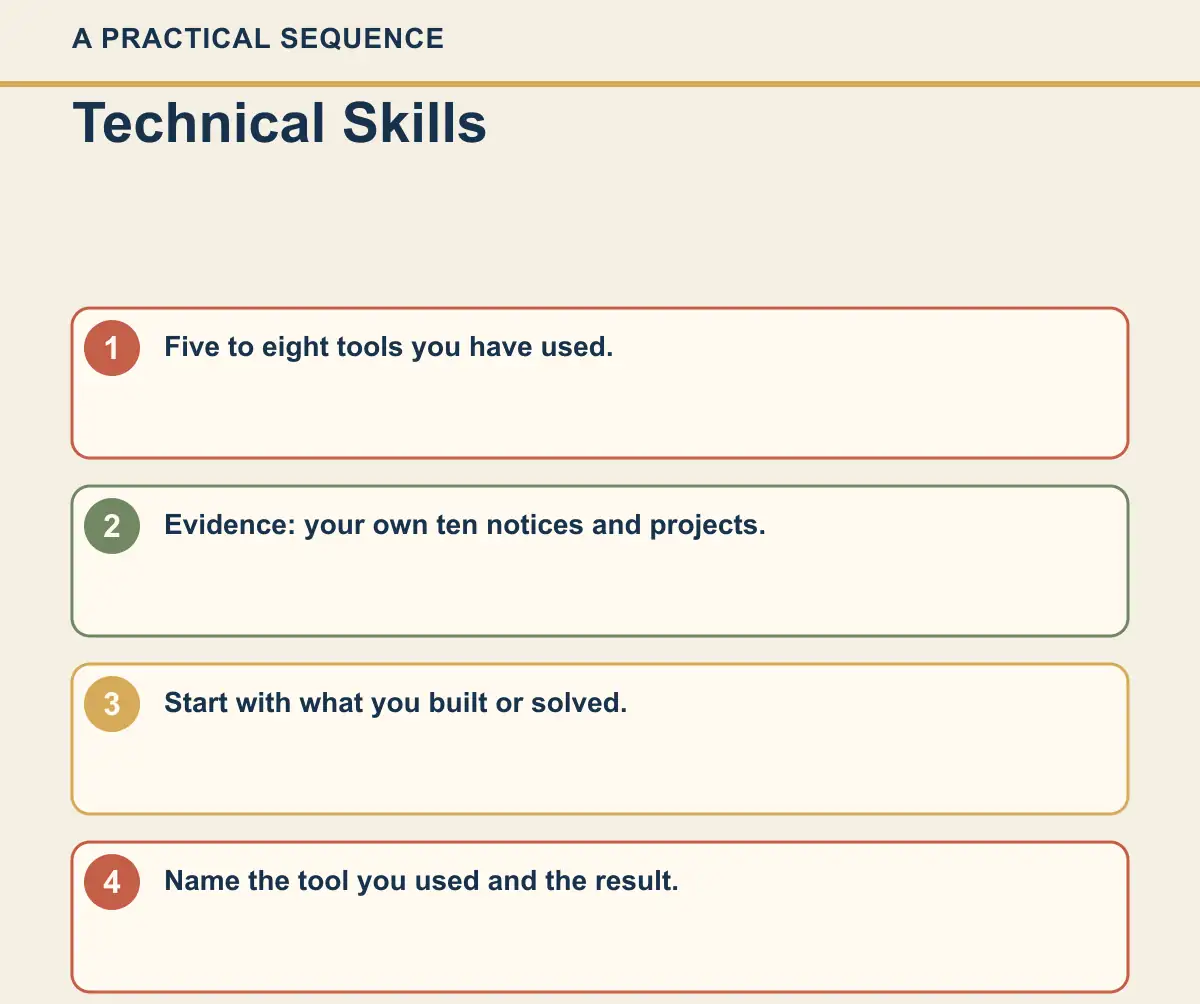 A PRACTICAL SEQUENCE
Technical Skills
1 Five to eight tools you have used.
2 Evidence: your own ten notices and projects.
3 Start with what you built or solved.
4 Name the tool you used and the result.